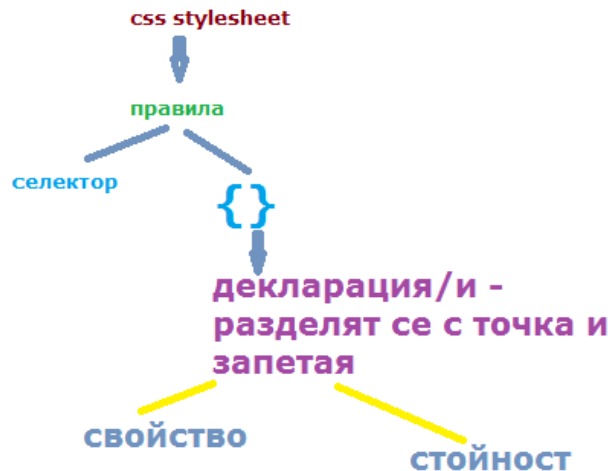 css stylesheet
правила
селектор
{}
декларация/и -
разделят се с точка и
запетая
свойство
стойност